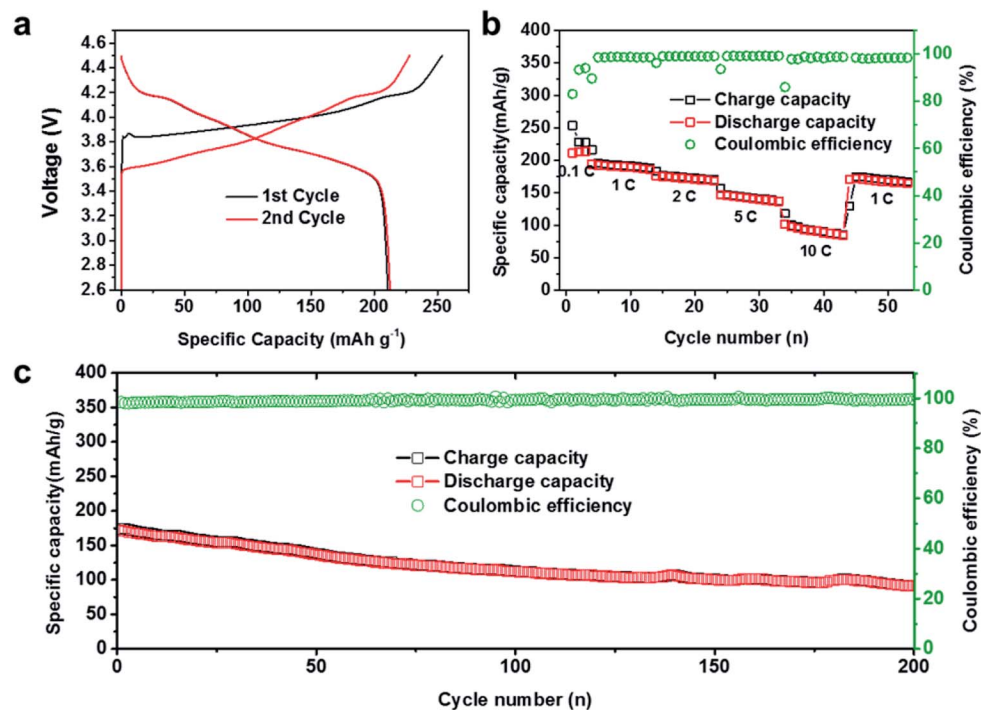 a
4.6
4.4
4.2
4.0
3.8
3.6
3.4
3.2
3.0
2.8
2.6
Voltage (V)
1st Cycle
2nd Cycle
0 50 100 150 200 250
Specific Capacity (mAh g-1)
b
400
350
300
250
200
150
100
50
0
Specific capacity(mAh/g)
Charge capacity
Discharge capacity
Coulombic efficiency
0.1 C
1 C
2 C
5 C
10 C
1 C
100
80
60
40
20
0
Coulombic efficiency (%)
0 10 20 30 40 50
Cycle number (n)
c
400
350
300
250
200
150
100
50
0
Specific capacity(mAh/g)
Charge capacity
Discharge capacity
Coulombic efficiency
100
80
60
40
20
0
Coulombic efficiency (%)
0 50 100 150 200
Cycle number (n)